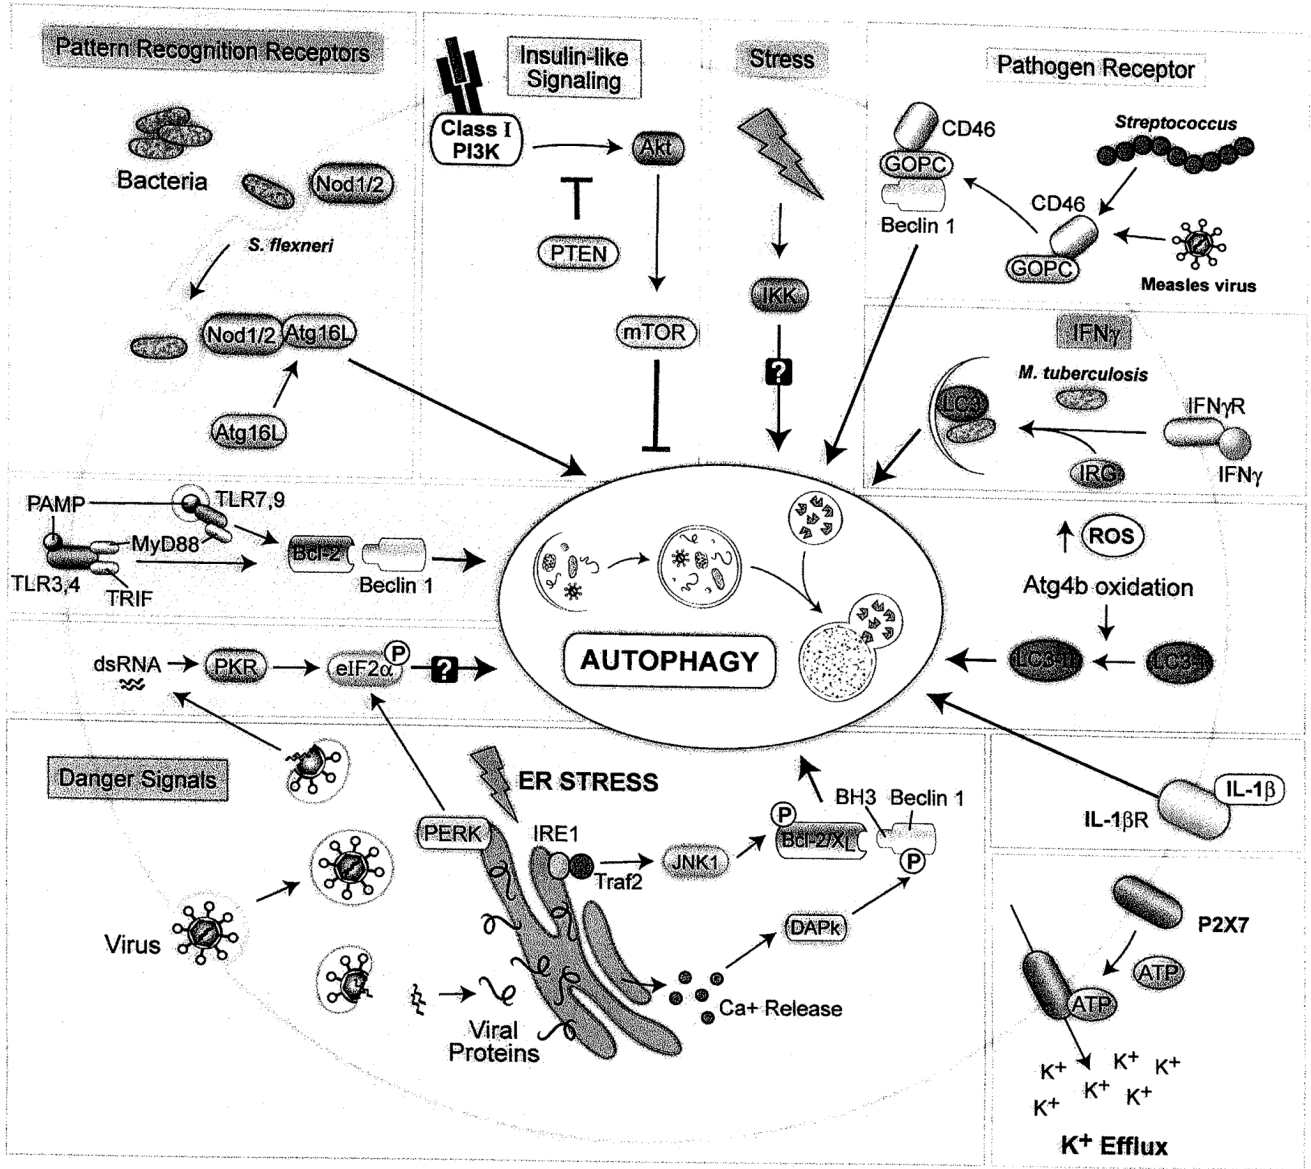 Pattern Recognition Receptors
Bacteria
Nod1/2
S. flexneri
Nod1/2
Atg16L
Atg16L
Insulin-like
Signaling
Class I
PI3K
Akt
PTEN
mTOR
Stress
IKK
?
Pathogen Receptor
CD46
GOPC
Beclin 1
Streptococcus
CD46
GOPC
Measles virus
IFNγ
M. tuberculosis
LC3
IFNγR
IRG
IFNγ
PAMP
TLR7,9
MyD88
TLR3,4
TRIF
Bcl-2
Beclin 1
AUTOPHAGY
ROS
Atg4b oxidation
LC3-II
LC3-I
dsRNA
PKR
eIF2α
P
?
Danger Signals
Virus
Viral
Proteins
ER STRESS
PERK
IRE1
Traf2
JNK1
P
Bcl-2/XL
BH3
Beclin 1
P
DAPk
Ca+ Release
IL-1β
IL-1βR
P2X7
ATP
ATP
K+
K+
K+
K+
K+
K+
K+ Efflux